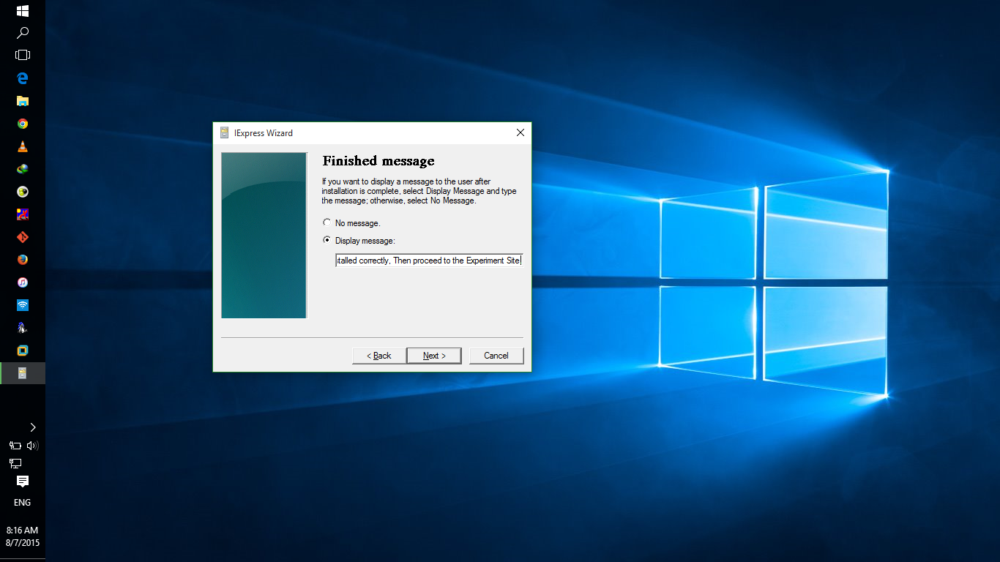 IExpress Wizard
Finished message
If you want to display a message to the user after
installation is complete, select Display Message and type
the message; otherwise, select No Message.
No message.
Display message:
talled correctly, Then proceed to the Experiment Site!
< Back
Next >
Cancel
ENG
8:16 AM
8/7/2015